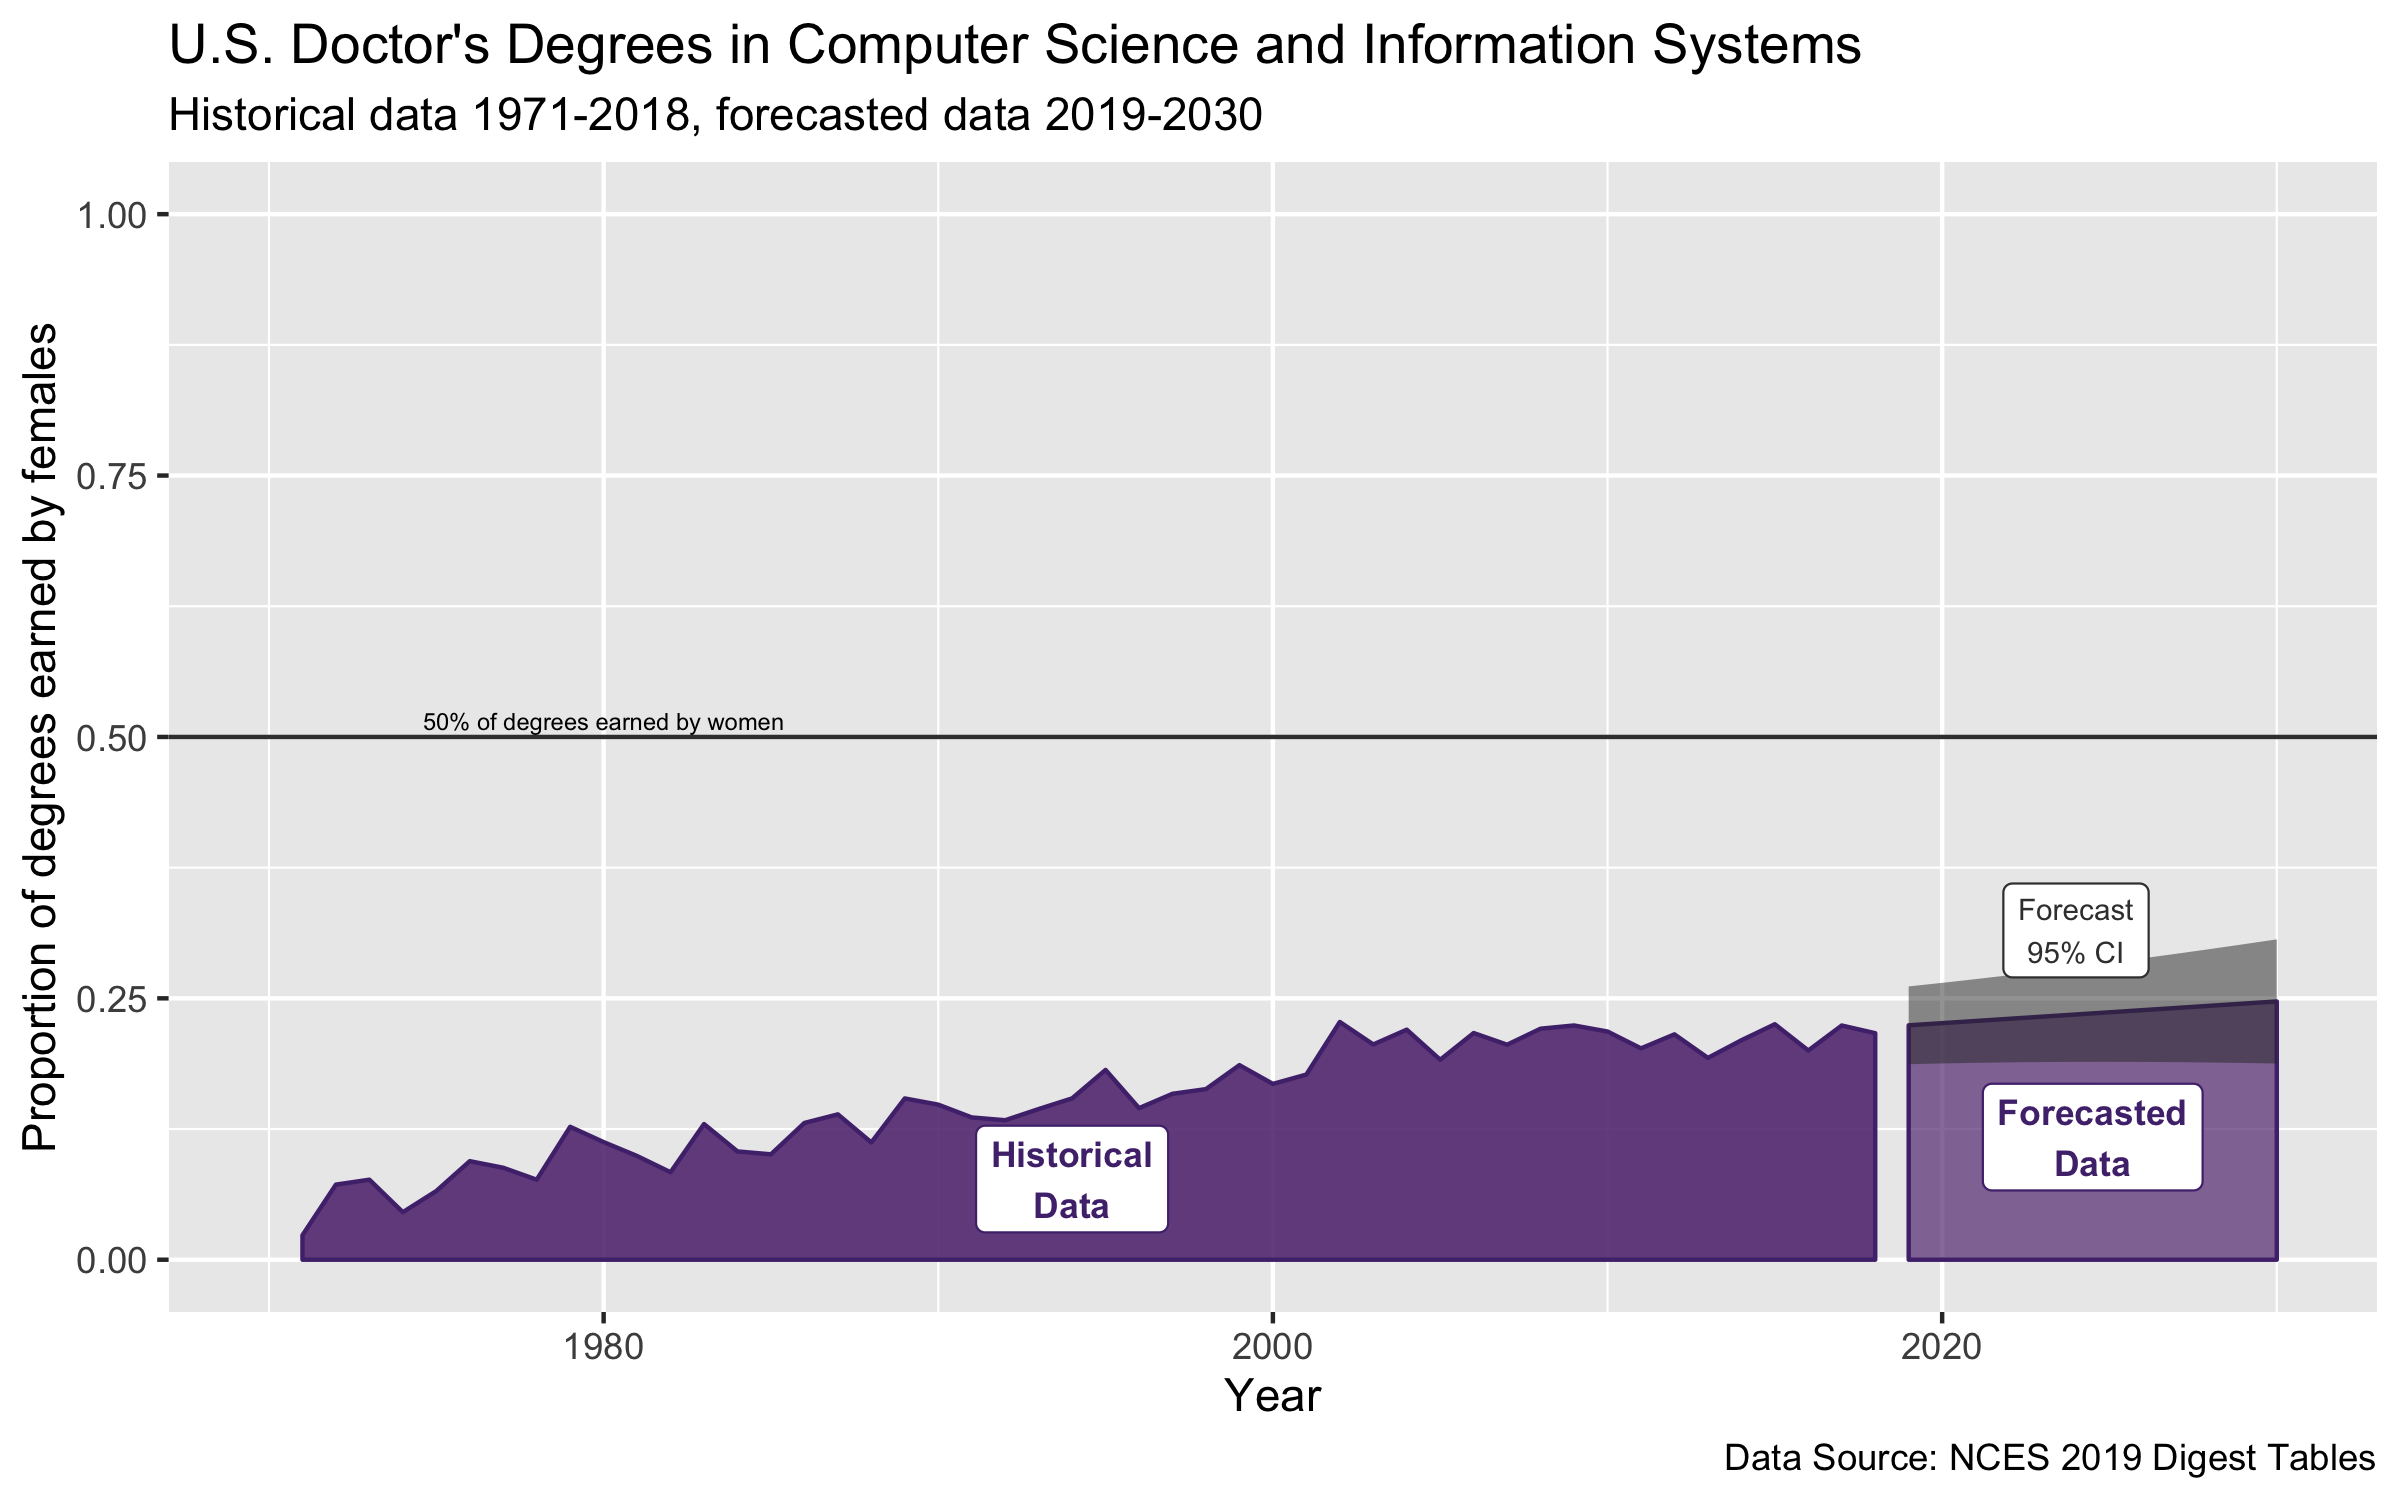 U.S. Doctor's Degrees in Computer Science and Information Systems
Historical data 1971-2018, forecasted data 2019-2030
Proportion of degrees earned by females
1.00
0.75
50% of degrees earned by women
0.50
Forecast
95% CI
0.25
Forecasted
Data
Historical
Data
0.00
1980
2000
2020
Year
Data Source: NCES 2019 Digest Tables